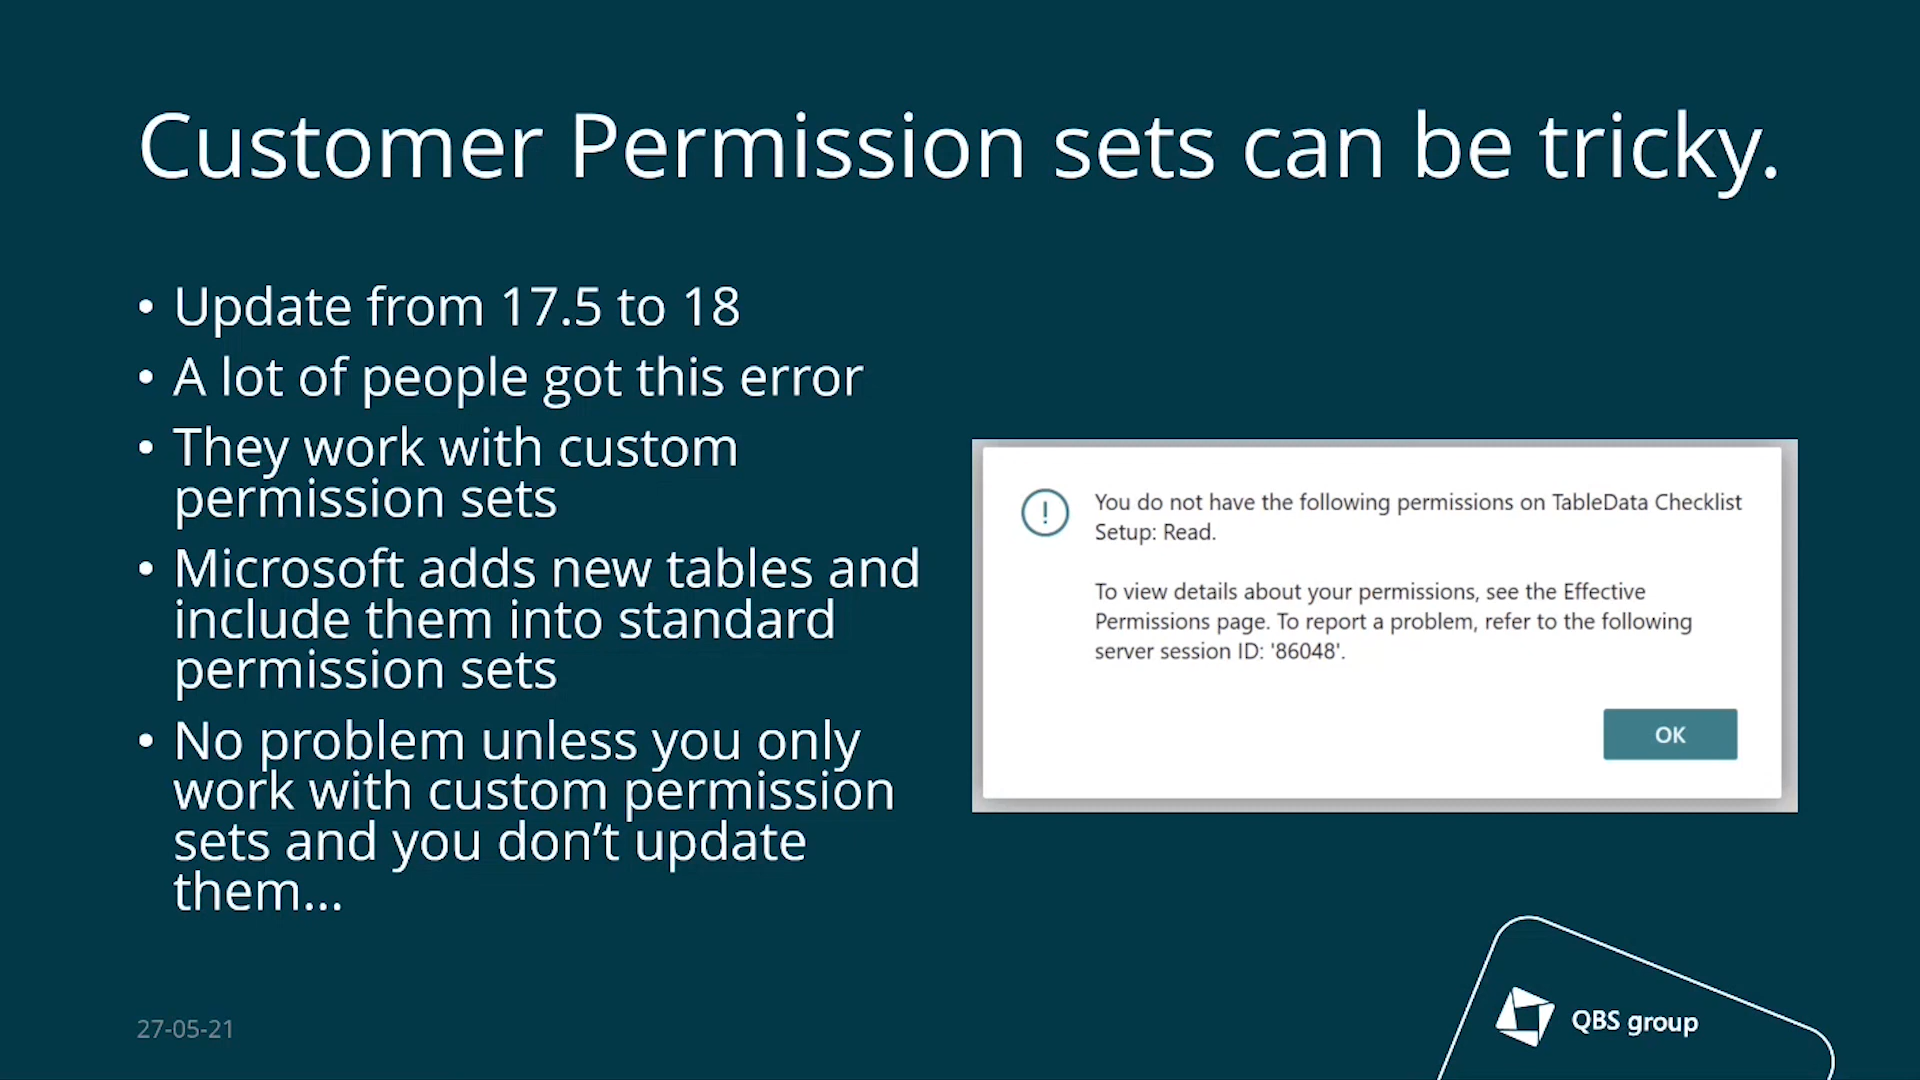 Customer Permission sets can be tricky.
• Update from 17.5 to 18
• A lot of people got this error
• They work with custom
permission sets
• Microsoft adds new tables and
include them into standard
permission sets
• No problem unless you only
work with custom permission
sets and you don’t update
them...
!
You do not have the following permissions on TableData Checklist
Setup: Read.
To view details about your permissions, see the Effective
Permissions page. To report a problem, refer to the following
server session ID: '86048'.
OK
27-05-21
QBS group